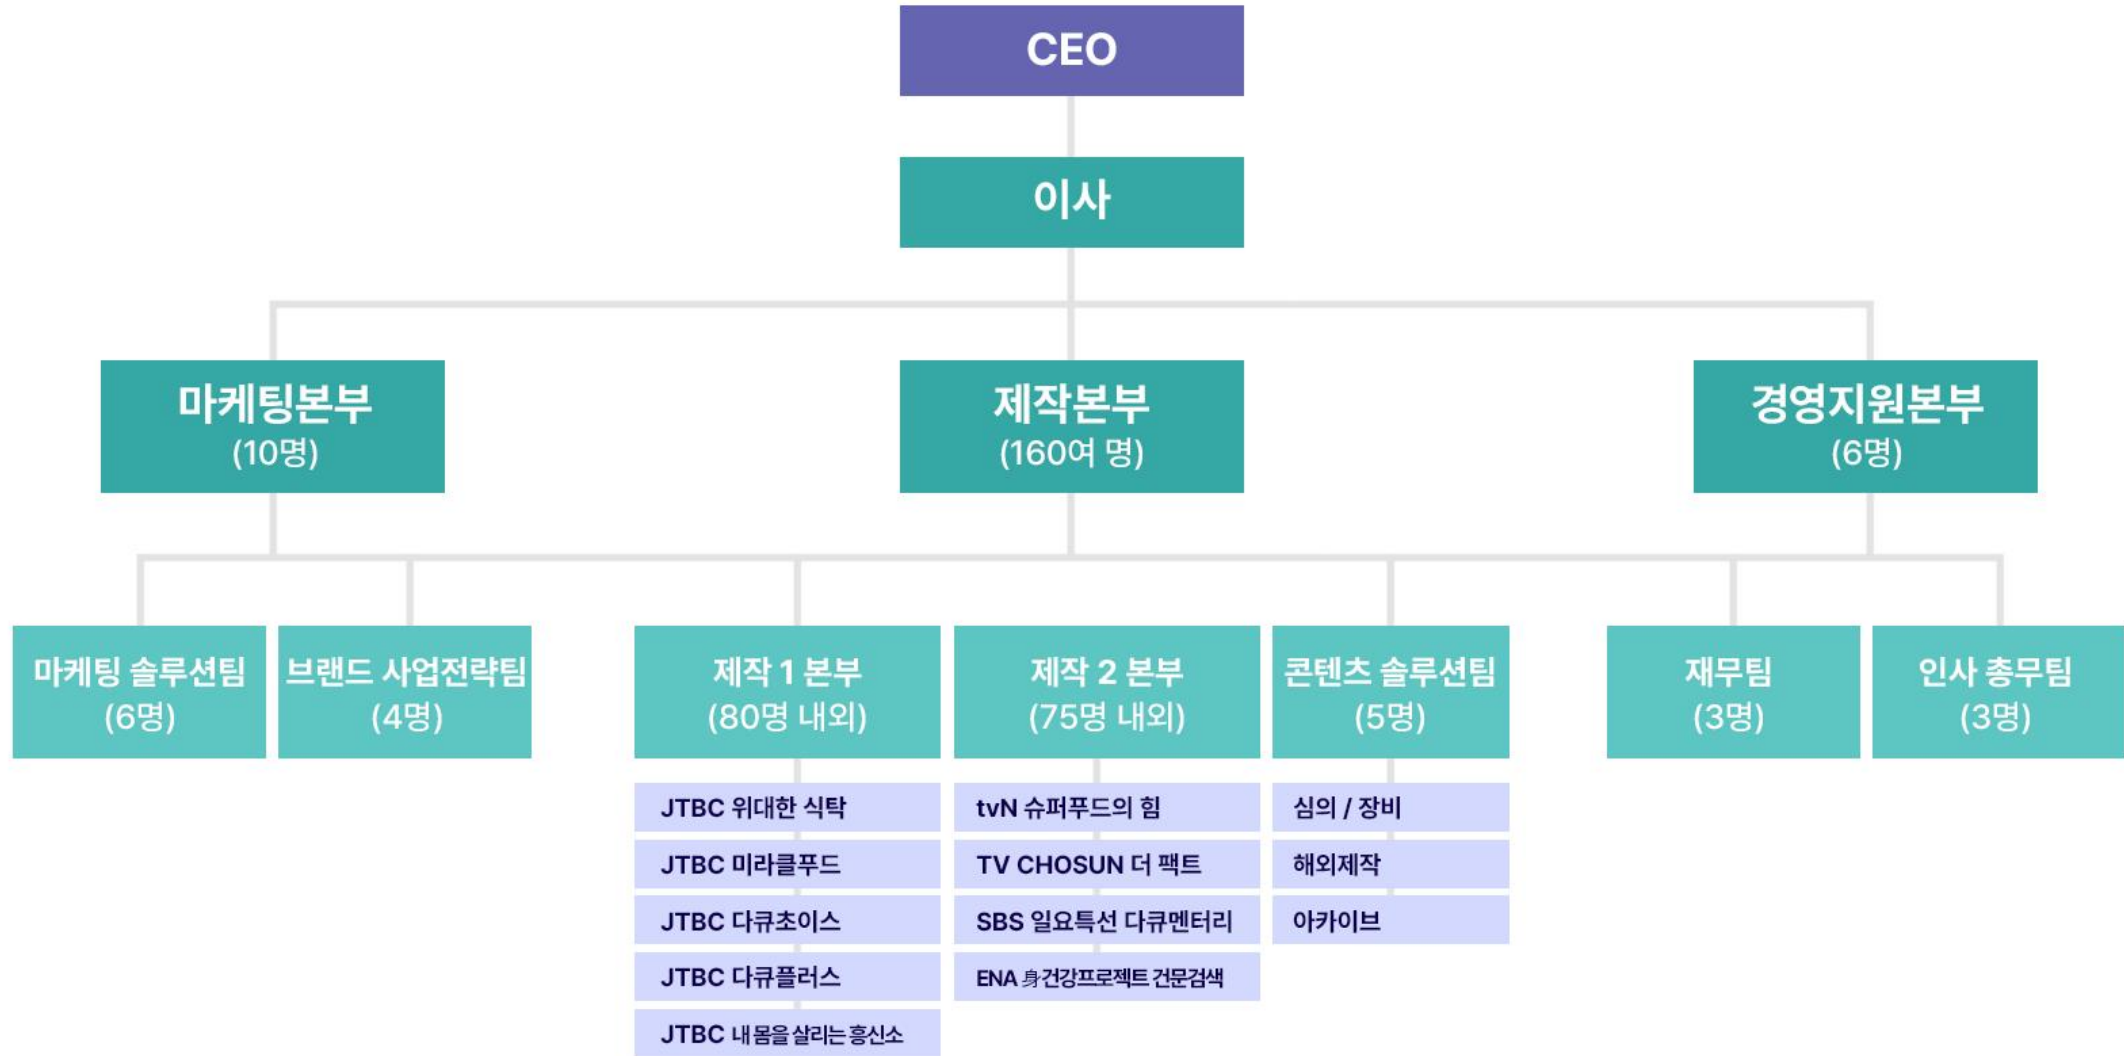 CEO
이사
마케팅본부
(10명)
제작본부
(160여 명)
경영지원본부
(6명)
마케팅 솔루션팀
(6명)
브랜드 사업전략팀
(4명)
제작 1 본부
(80명 내외)
제작 2 본부
(75명 내외)
콘텐츠 솔루션팀
(5명)
재무팀
(3명)
인사 총무팀
(3명)
JTBC 위대한 식탁
JTBC 미라클푸드
JTBC 다큐초이스
JTBC 다큐플러스
JTBC 내 몸을 살리는 흥신소
tvN 슈퍼푸드의 힘
TV CHOSUN 더 팩트
SBS 일요특선 다큐멘터리
ENA 身건강프로젝트 건문검색
심의 / 장비
해외제작
아카이브